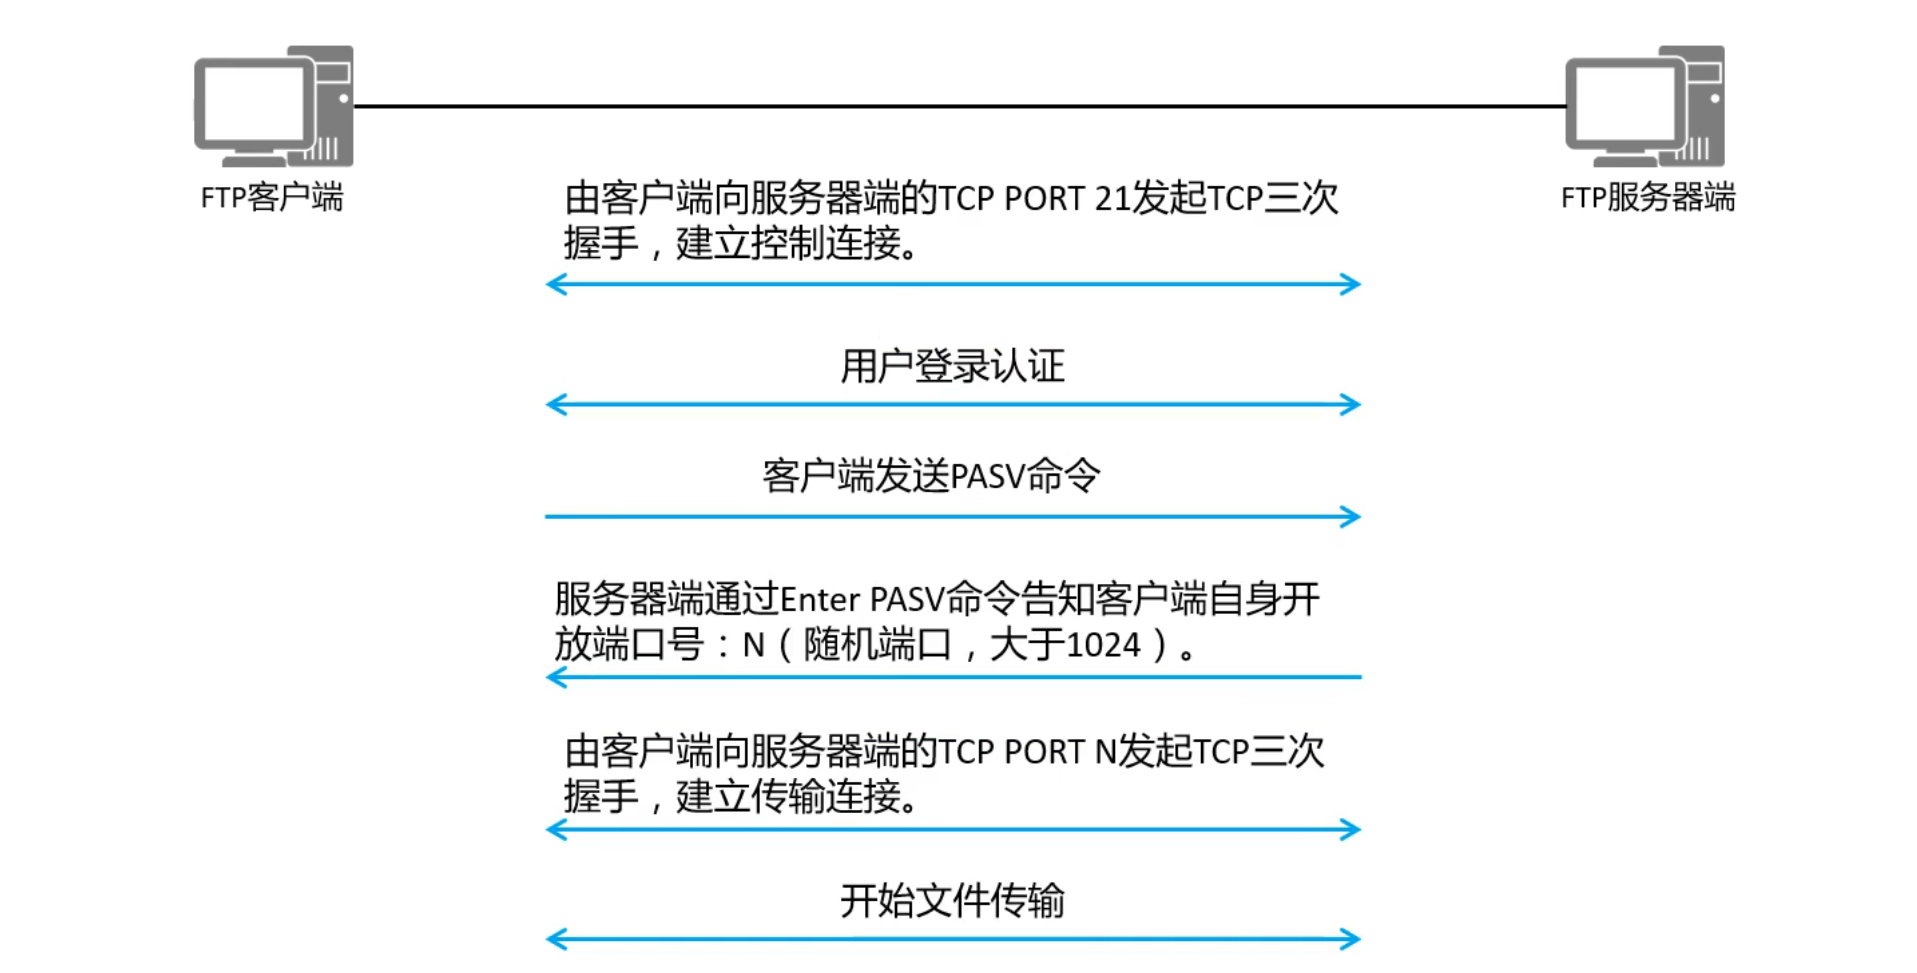 FTP客户端
FTP服务器端
由客户端向服务器端的TCP PORT 21发起TCP三次
握手，建立控制连接。
用户登录认证
客户端发送PASV命令
服务器端通过Enter PASV命令告知客户端自身开
放端口号：N（随机端口，大于1024）。
由客户端向服务器端的TCP PORT N发起TCP三次
握手，建立传输连接。
开始文件传输